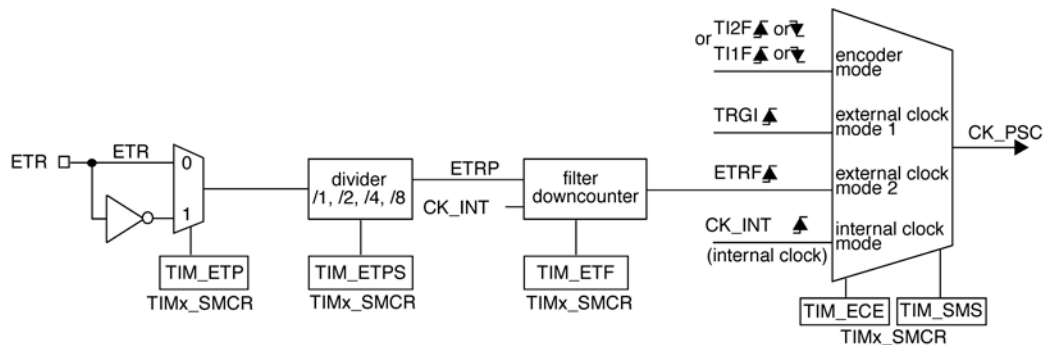 ETR
ETR
0
1
TIM_ETP
TIMx_SMCR
divider
/1, /2, /4, /8
TIM_ETPS
TIMx_SMCR
ETRP
CK_INT
filter
downcounter
TIM_ETF
TIMx_SMCR
or TI2F or
TI1F or
encoder
mode
TRGI
external clock
mode 1
ETRF
external clock
mode 2
CK_INT
(internal clock)
internal clock
mode
CK_PSC
TIM_ECE
TIM_SMS
TIMx_SMCR